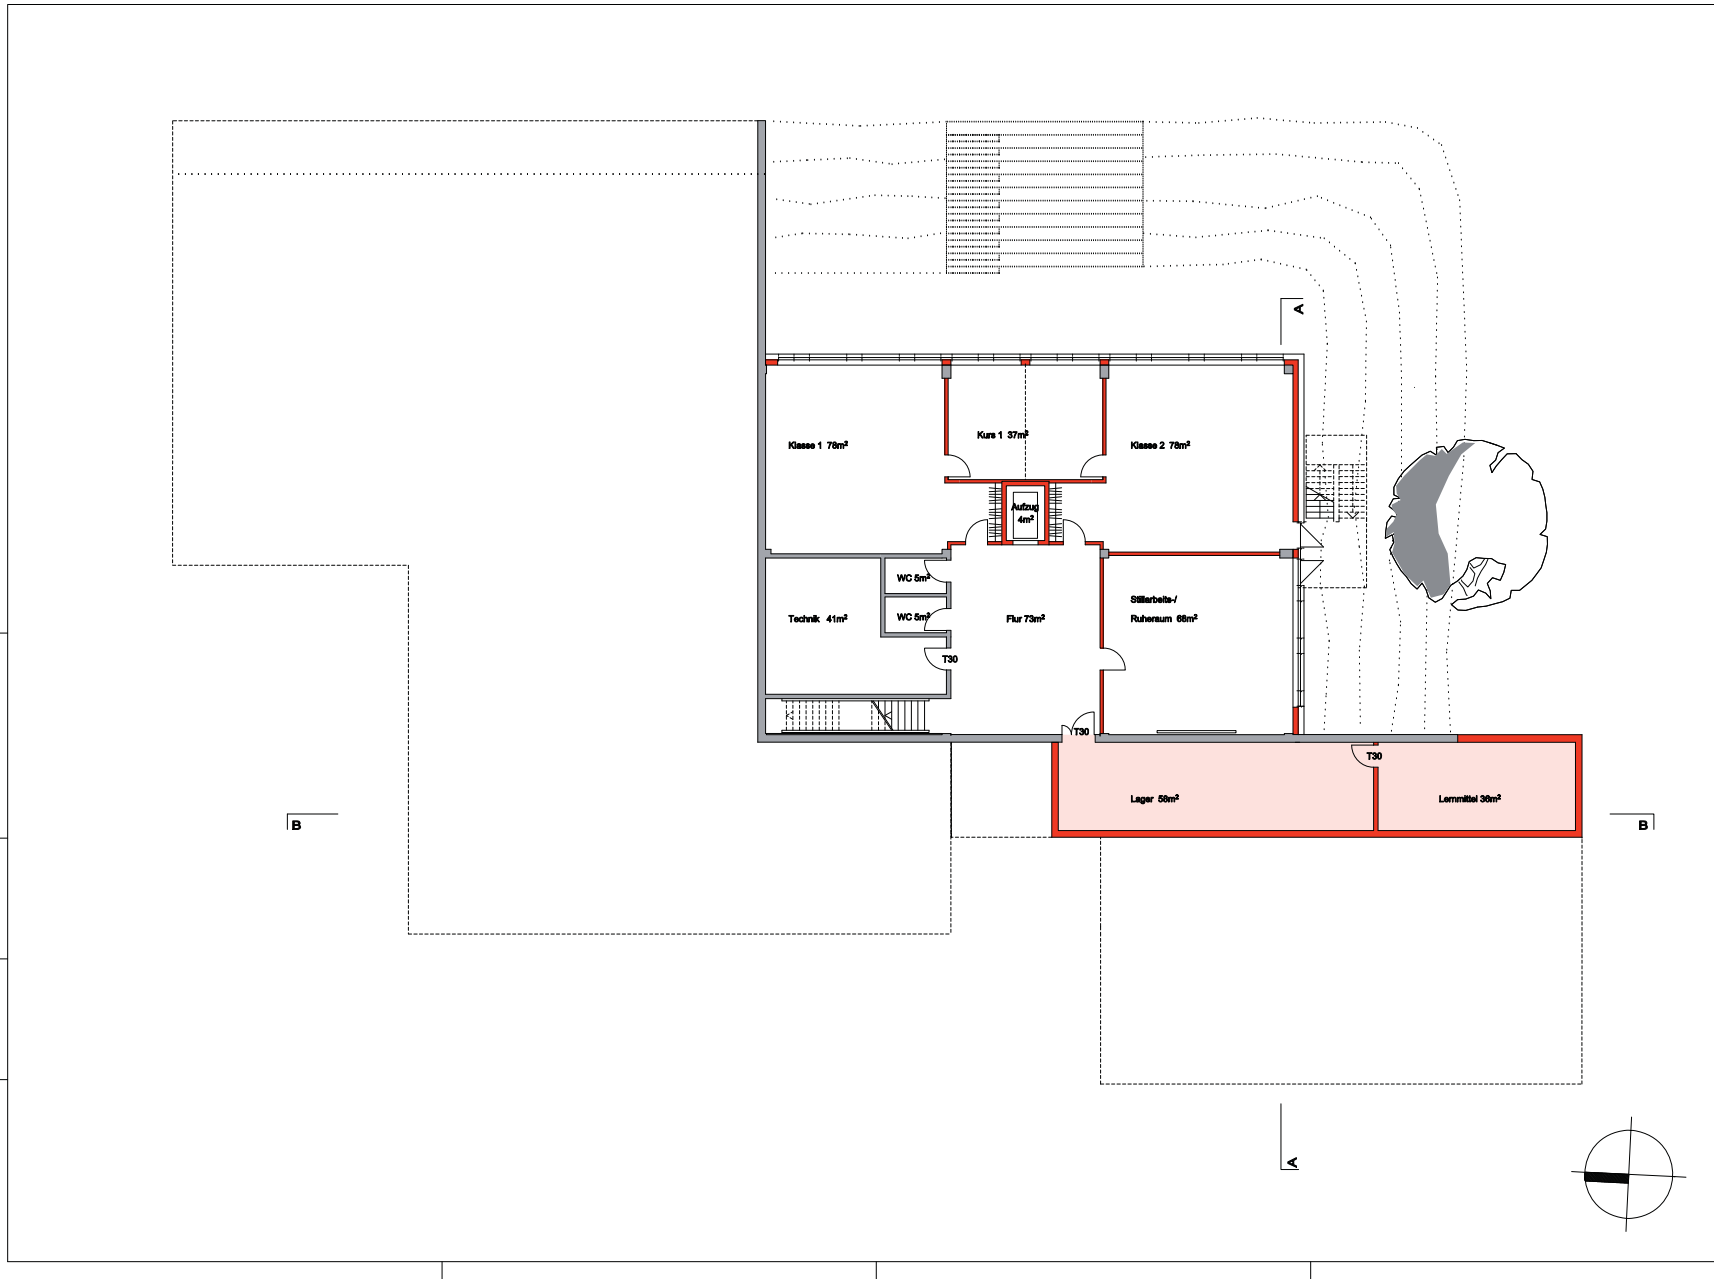 A
Klasse 1 78m²
Kurs 1 37m²
Klasse 2 78m²
Aufzug
4m²
WC 5m²
Stillarbeits-/
Technik 41m²
WC 5m²
Flur 73m²
Ruheraum 68m²
T30
T30
T30
Lager 58m²
Lernmittel 36m²
B
B
A